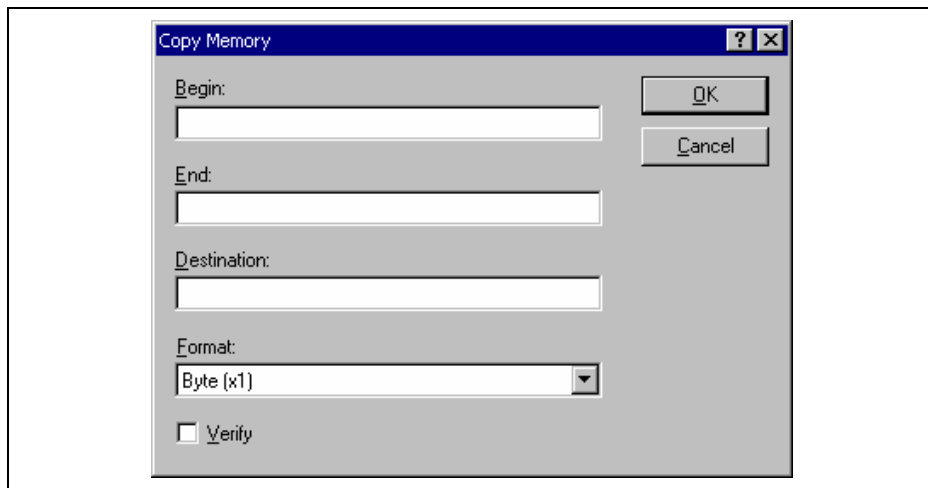 Copy Memory
Begin:
OK
Cancel
End:
Destination:
Format:
Byte (x1)
Verify